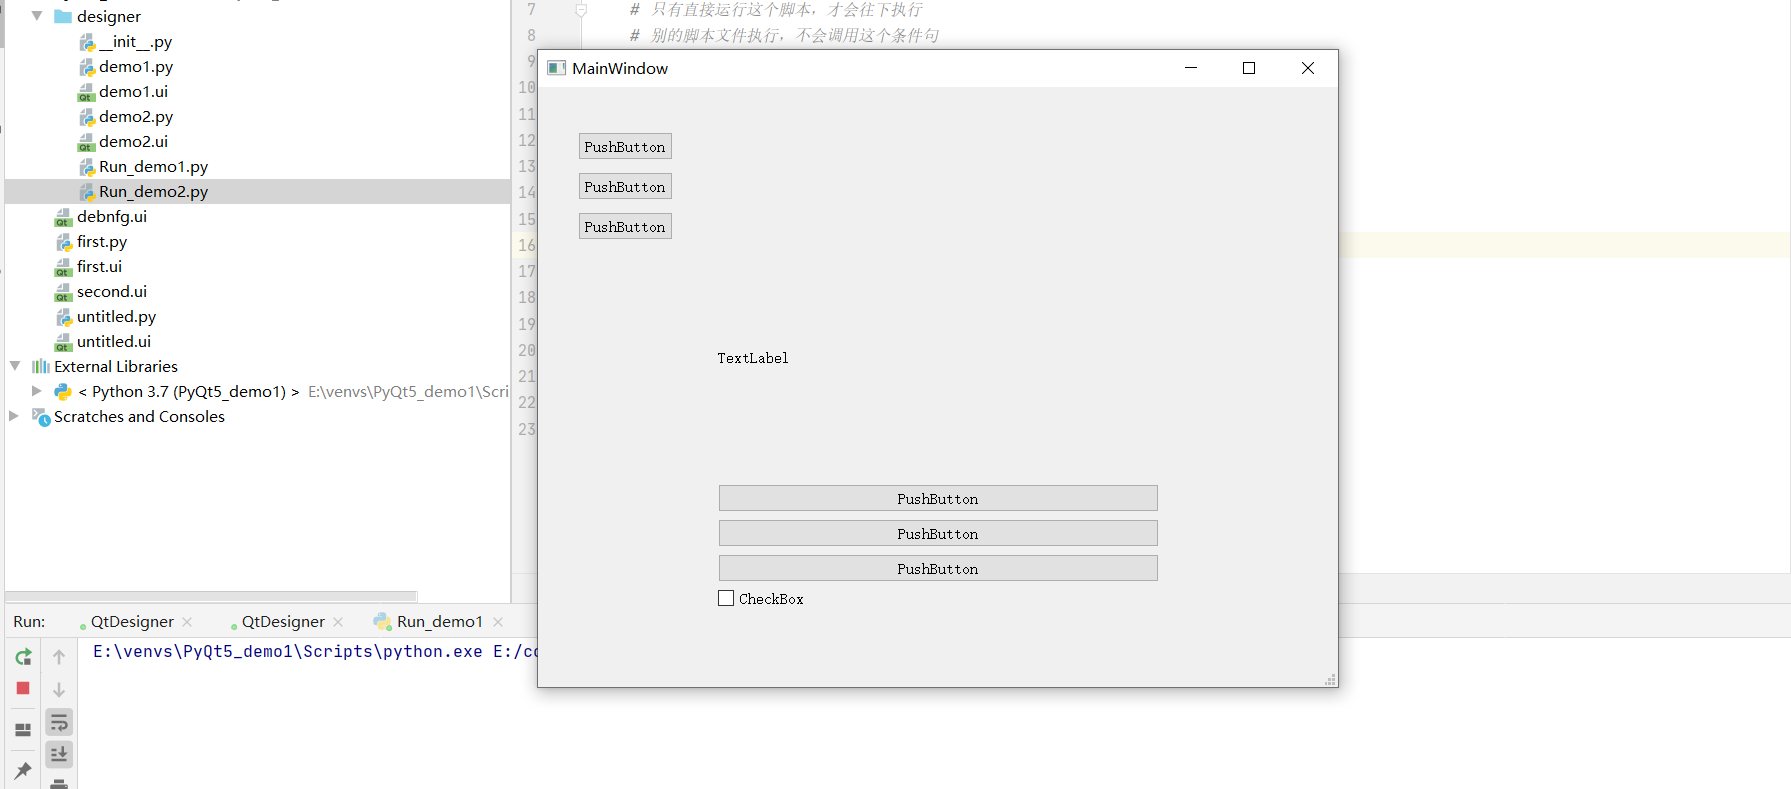 designer
__init__.py
demo1.py
demo1.ui
demo2.py
demo2.ui
Run_demo1.py
Run_demo2.py
debnfg.ui
first.py
first.ui
second.ui
untitled.py
untitled.ui
External Libraries
< Python 3.7 (PyQt5_demo1) > E:\venvs\PyQt5_demo1\Scri
Scratches and Consoles
7 # 只有直接运行这个脚本，才会往下执行
8 # 别的脚本文件执行，不会调用这个条件句
9
10
11
12
13
14
15
16
17
18
19
20
21
22
23
MainWindow
PushButton
PushButton
PushButton
TextLabel
PushButton
PushButton
PushButton
CheckBox
Run: QtDesigner QtDesigner Run_demo1
E:\venvs\PyQt5_demo1\Scripts\python.exe E:/co